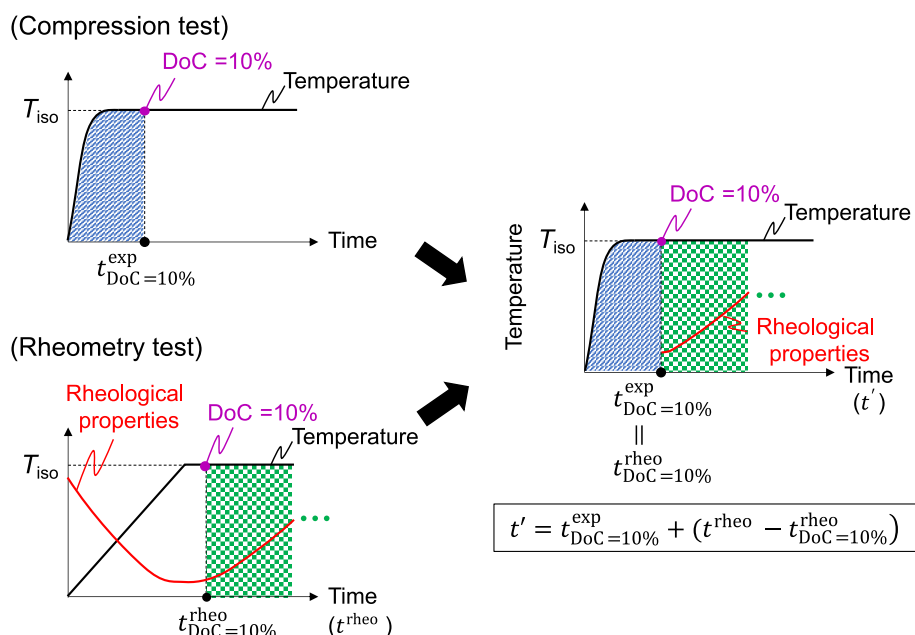 (Compression test)
DoC =10%
Temperature
T_iso
Time
t^exp_DoC=10%
(Rheometry test)
Rheological
properties
DoC =10%
Temperature
T_iso
Time
(t^rheo)
t^rheo_DoC=10%
DoC =10%
Temperature
T_iso
Temperature
Rheological
properties
Time
(t′)
t^exp_DoC=10%
=
t^rheo_DoC=10%
t′ = t^exp_DoC=10% + (t^rheo − t^rheo_DoC=10%)